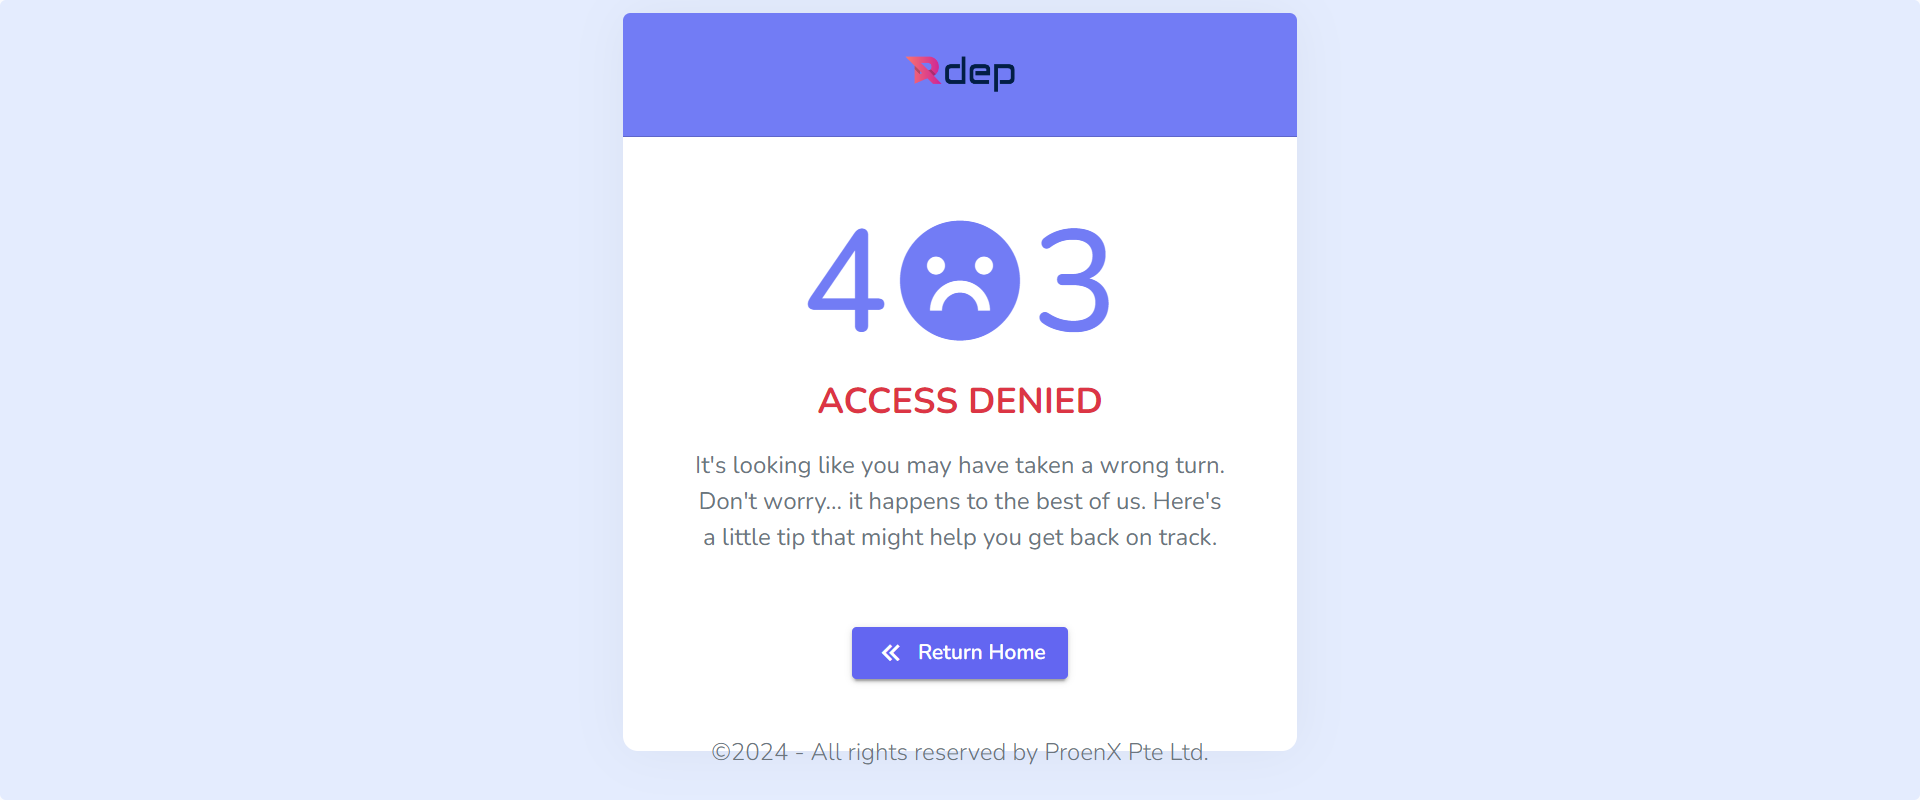 Rdep
4 3
ACCESS DENIED
It's looking like you may have taken a wrong turn.
Don't worry... it happens to the best of us. Here's
a little tip that might help you get back on track.
Return Home
©2024 - All rights reserved by ProenX Pte Ltd.